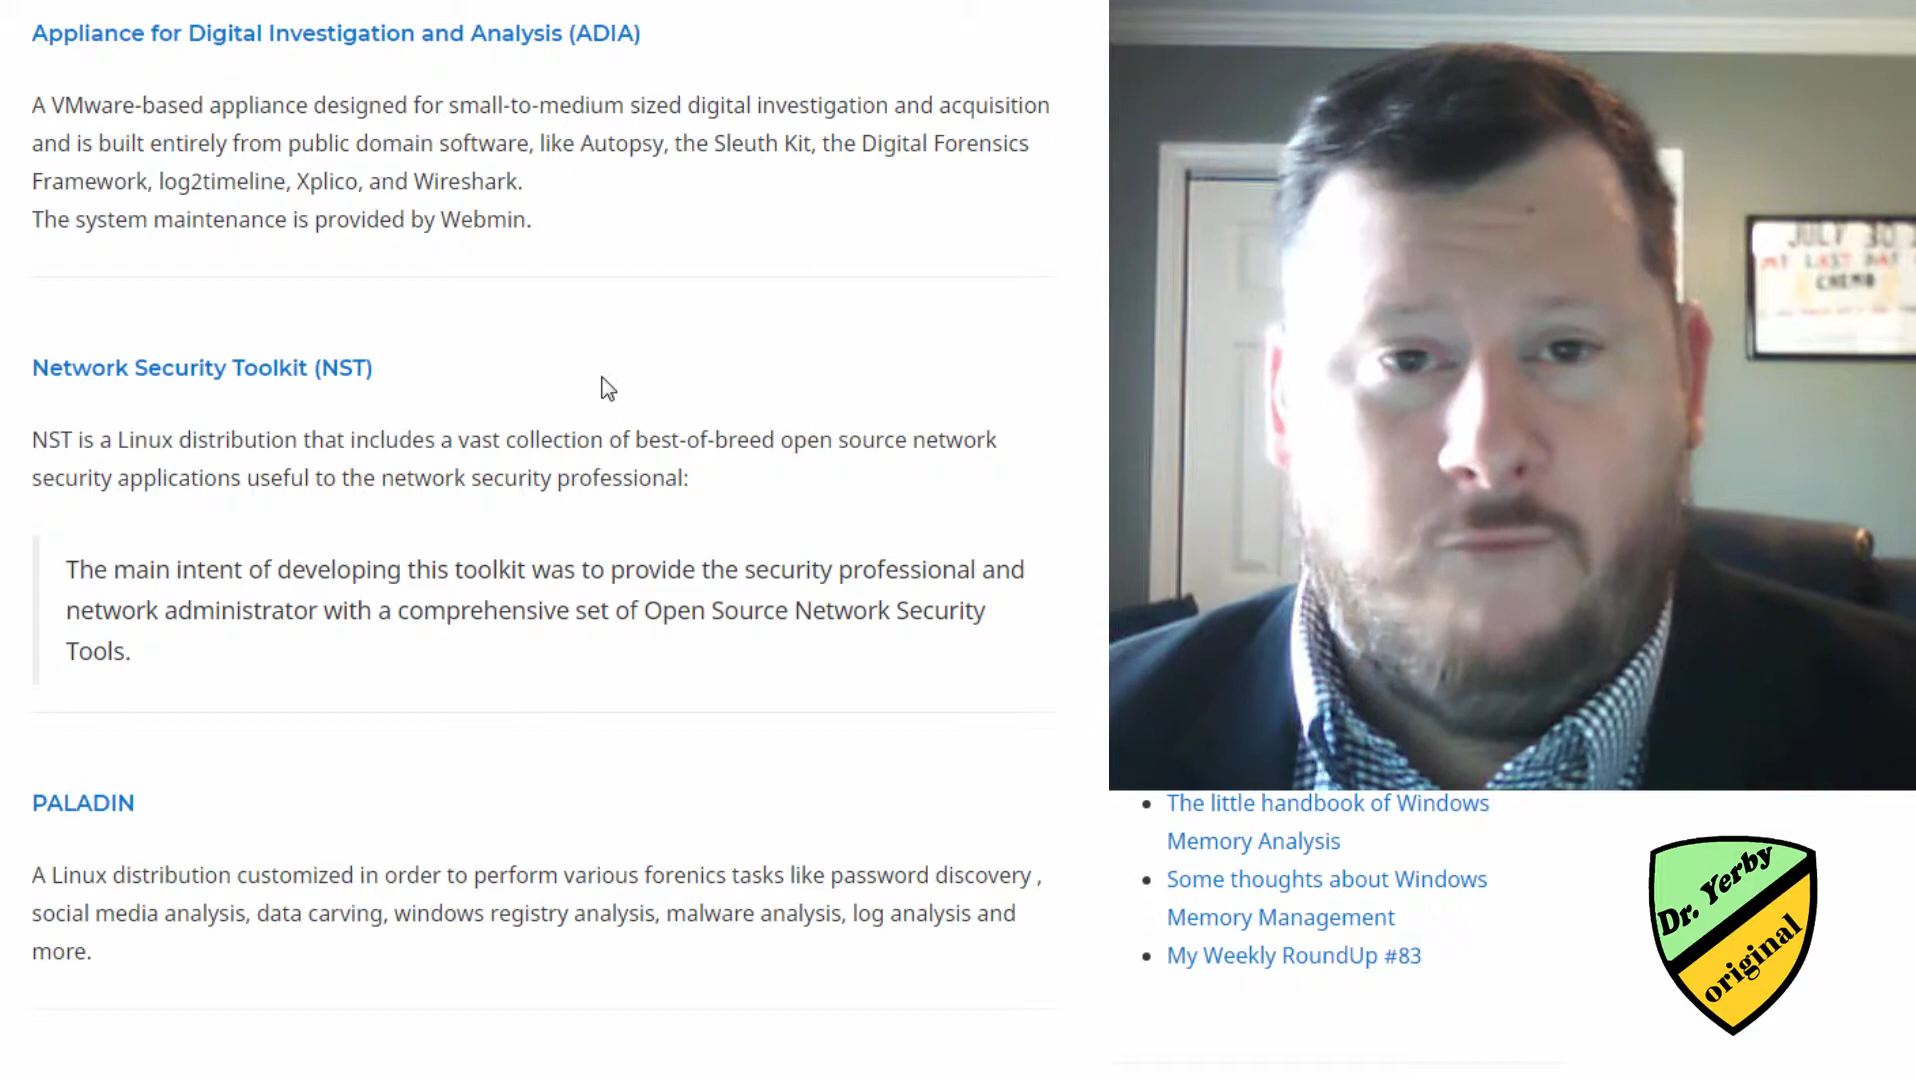 Appliance for Digital Investigation and Analysis (ADIA)
A VMware-based appliance designed for small-to-medium sized digital investigation and acquisition
and is built entirely from public domain software, like Autopsy, the Sleuth Kit, the Digital Forensics
Framework, log2timeline, Xplico, and Wireshark.
The system maintenance is provided by Webmin.
Network Security Toolkit (NST)
NST is a Linux distribution that includes a vast collection of best-of-breed open source network
security applications useful to the network security professional:
The main intent of developing this toolkit was to provide the security professional and
network administrator with a comprehensive set of Open Source Network Security
Tools.
PALADIN
A Linux distribution customized in order to perform various forenics tasks like password discovery ,
social media analysis, data carving, windows registry analysis, malware analysis, log analysis and
more.
JULY 30
MY LAST DAY
CHEMO
The little handbook of Windows
Memory Analysis
Some thoughts about Windows
Memory Management
My Weekly RoundUp #83
Dr. Yerby
original